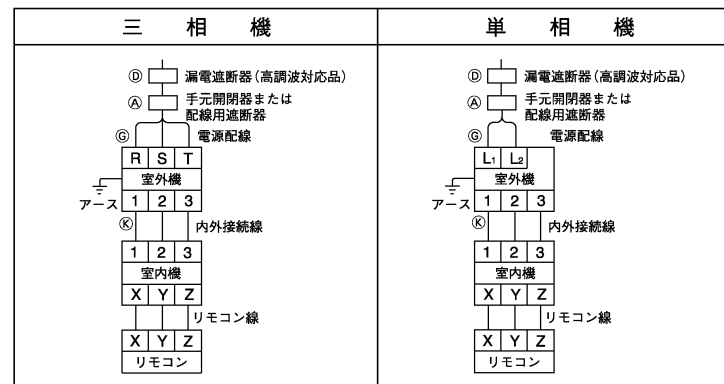 三相機
Ⓓ 漏電遮断器(高調波対応品)
Ⓐ 手元開閉器または
配線用遮断器
Ⓖ 電源配線
R S T
室外機
アース
1 2 3
Ⓚ 内外接続線
1 2 3
室内機
X Y Z
リモコン線
X Y Z
リモコン
単相機
Ⓓ 漏電遮断器(高調波対応品)
Ⓐ 手元開閉器または
配線用遮断器
Ⓖ 電源配線
L₁ L₂
室外機
アース
1 2 3
Ⓚ 内外接続線
1 2 3
室内機
X Y Z
リモコン線
X Y Z
リモコン